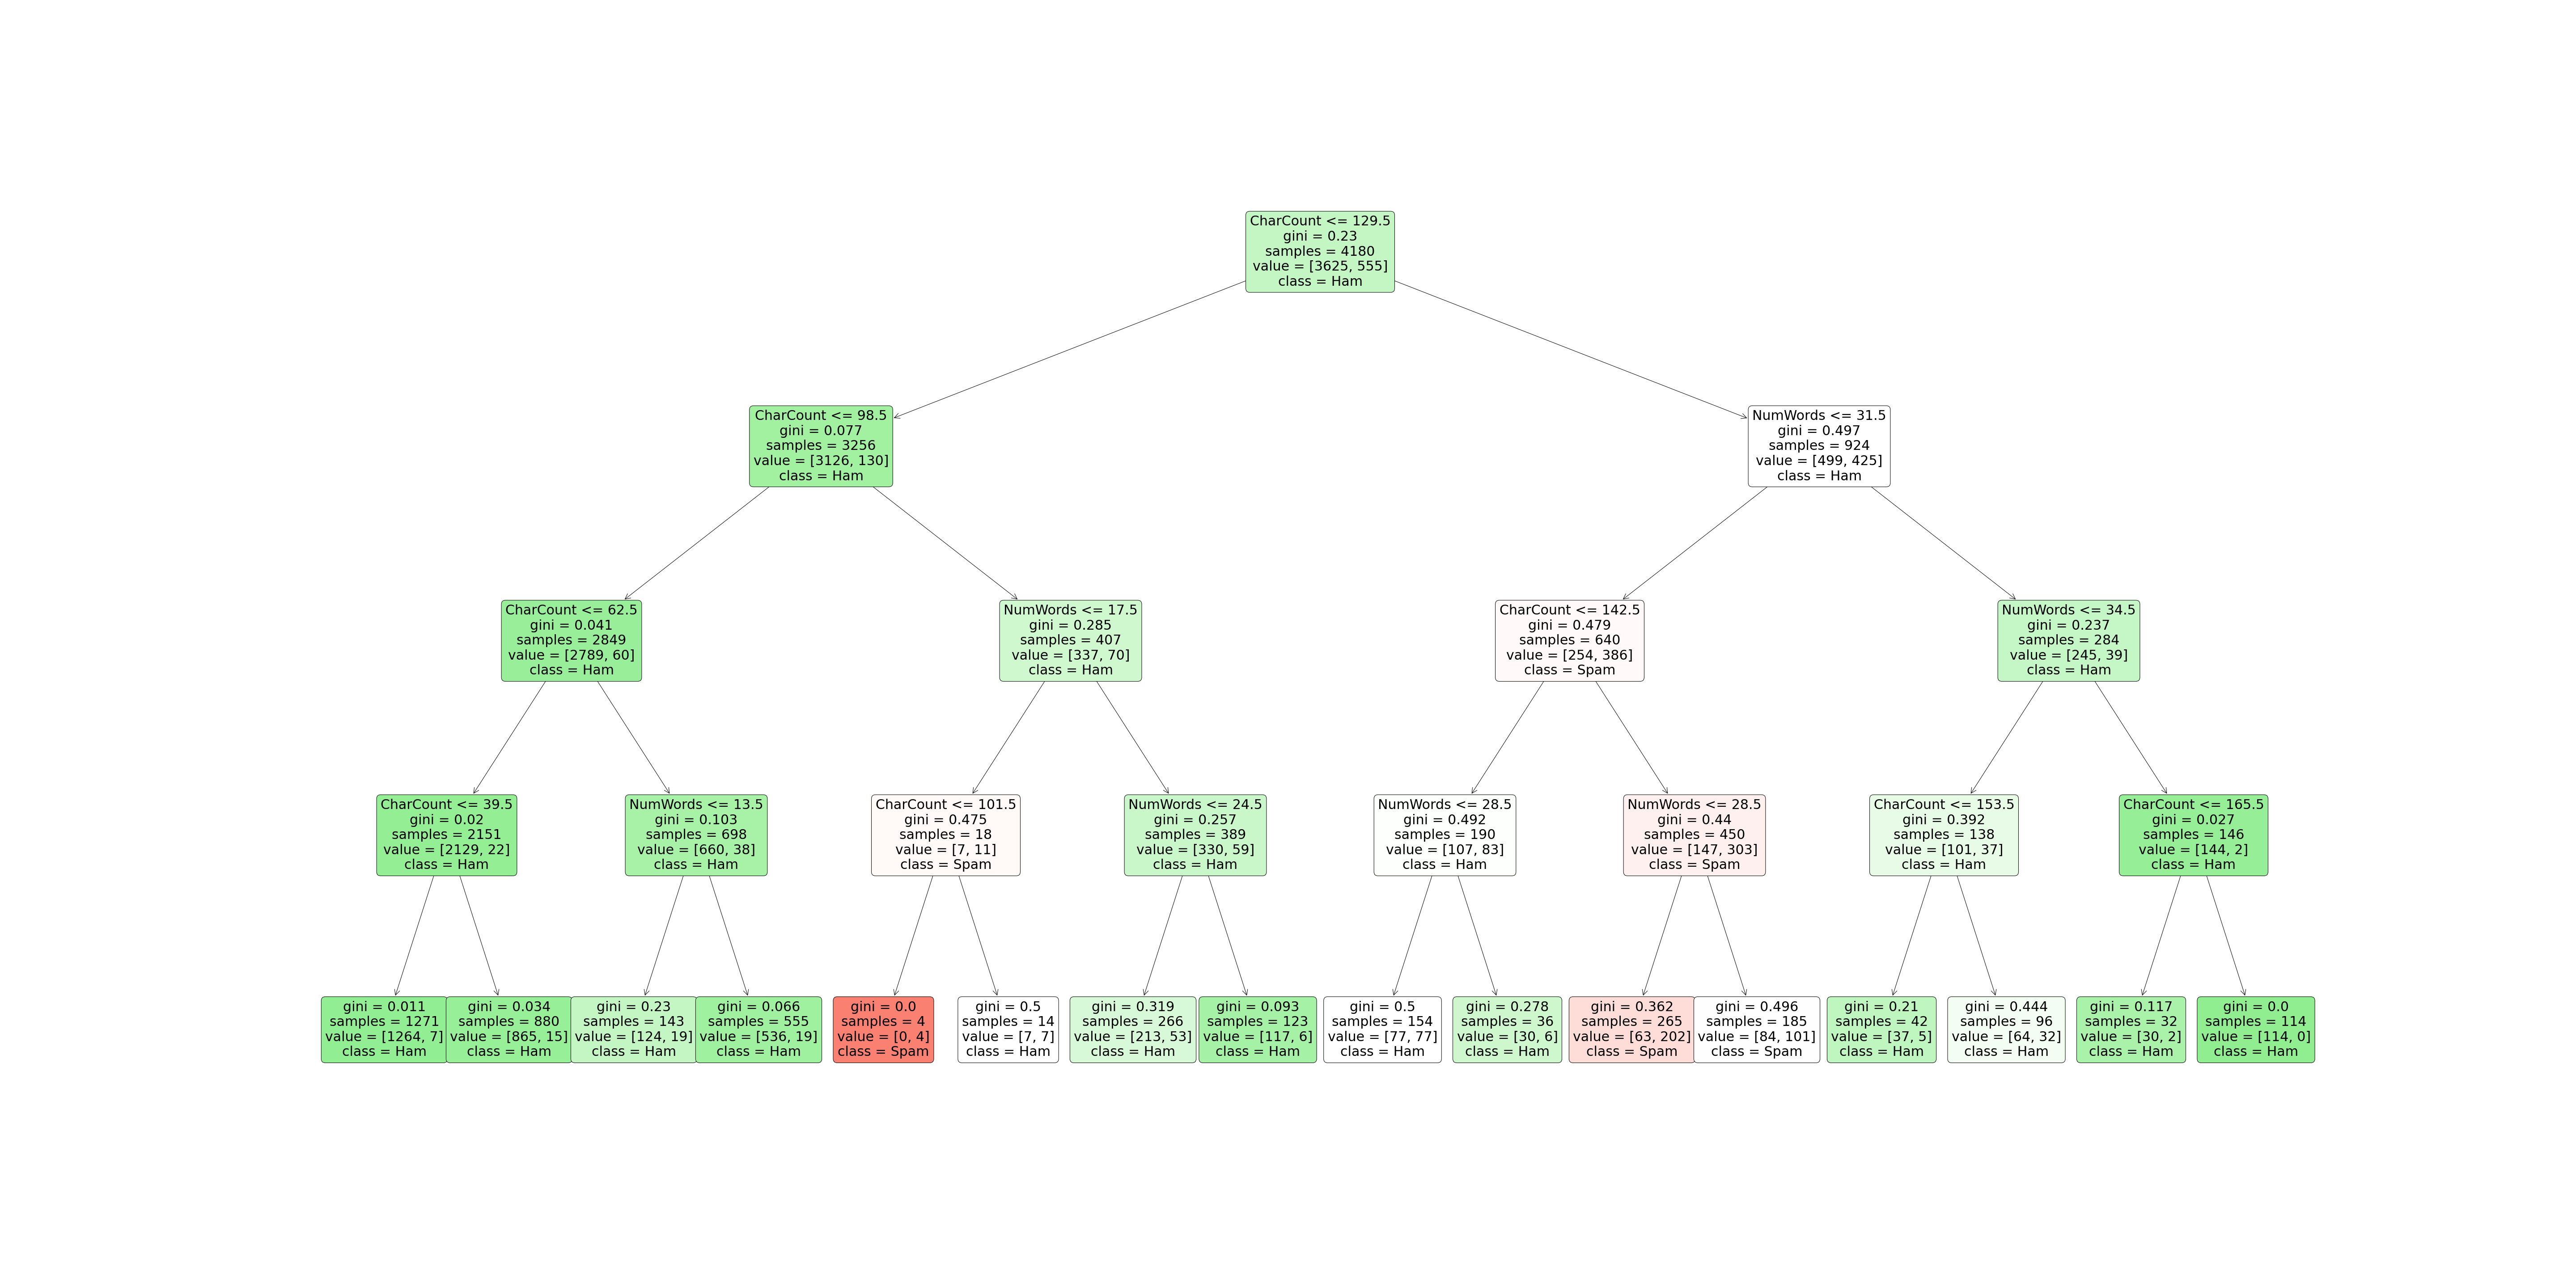 CharCount <= 129.5
gini = 0.23
samples = 4180
value = [3625, 555]
class = Ham
CharCount <= 98.5
gini = 0.077
samples = 3256
value = [3126, 130]
class = Ham
NumWords <= 31.5
gini = 0.497
samples = 924
value = [499, 425]
class = Ham
CharCount <= 62.5
gini = 0.041
samples = 2849
value = [2789, 60]
class = Ham
NumWords <= 17.5
gini = 0.285
samples = 407
value = [337, 70]
class = Ham
CharCount <= 142.5
gini = 0.479
samples = 640
value = [254, 386]
class = Spam
NumWords <= 34.5
gini = 0.237
samples = 284
value = [245, 39]
class = Ham
CharCount <= 39.5
gini = 0.02
samples = 2151
value = [2129, 22]
class = Ham
NumWords <= 13.5
gini = 0.103
samples = 698
value = [660, 38]
class = Ham
CharCount <= 101.5
gini = 0.475
samples = 18
value = [7, 11]
class = Spam
NumWords <= 24.5
gini = 0.257
samples = 389
value = [330, 59]
class = Ham
NumWords <= 28.5
gini = 0.492
samples = 190
value = [107, 83]
class = Ham
NumWords <= 28.5
gini = 0.44
samples = 450
value = [147, 303]
class = Spam
CharCount <= 153.5
gini = 0.392
samples = 138
value = [101, 37]
class = Ham
CharCount <= 165.5
gini = 0.027
samples = 146
value = [144, 2]
class = Ham
gini = 0.011
samples = 1271
value = [1264, 7]
class = Ham
gini = 0.034
samples = 880
value = [865, 15]
class = Ham
gini = 0.23
samples = 143
value = [124, 19]
class = Ham
gini = 0.066
samples = 555
value = [536, 19]
class = Ham
gini = 0.0
samples = 4
value = [0, 4]
class = Spam
gini = 0.5
samples = 14
value = [7, 7]
class = Ham
gini = 0.319
samples = 266
value = [213, 53]
class = Ham
gini = 0.093
samples = 123
value = [117, 6]
class = Ham
gini = 0.5
samples = 154
value = [77, 77]
class = Ham
gini = 0.278
samples = 36
value = [30, 6]
class = Ham
gini = 0.362
samples = 265
value = [63, 202]
class = Spam
gini = 0.496
samples = 185
value = [84, 101]
class = Spam
gini = 0.21
samples = 42
value = [37, 5]
class = Ham
gini = 0.444
samples = 96
value = [64, 32]
class = Ham
gini = 0.117
samples = 32
value = [30, 2]
class = Ham
gini = 0.0
samples = 114
value = [114, 0]
class = Ham